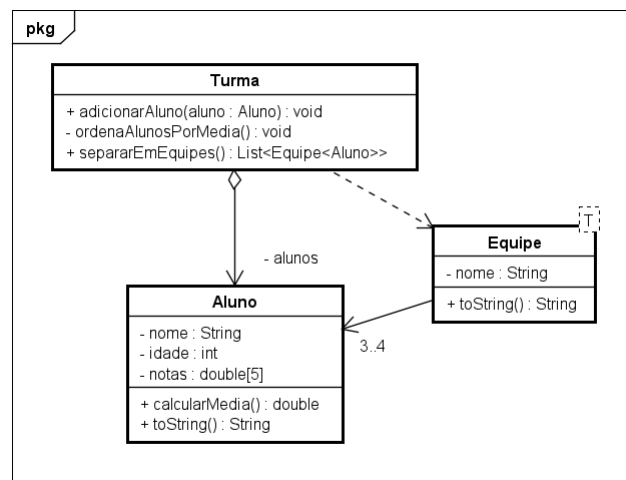 pkg
Turma
+ adicionarAluno(aluno : Aluno) : void
- ordenaAlunosPorMedia() : void
+ separarEmEquipes() : List<Equipe<Aluno>>
T
Equipe
- nome : String
+ toString() : String
- alunos
Aluno
- nome : String
- idade : int
- notas : double[5]
+ calcularMedia() : double
+ toString() : String
3..4